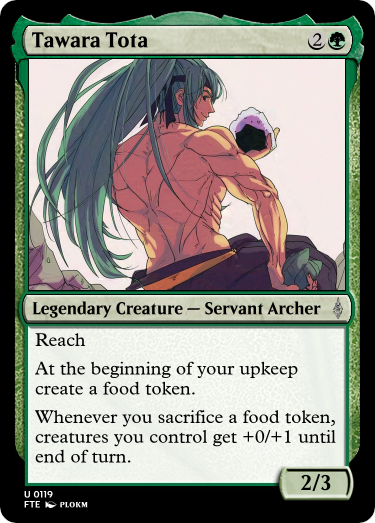 Tawara Tota 2
Legendary Creature — Servant Archer
Reach
At the beginning of your upkeep
create a food token.
Whenever you sacrifice a food token,
creatures you control get +0/+1 until
end of turn.
2/3
U 0119
FTE PLOKM